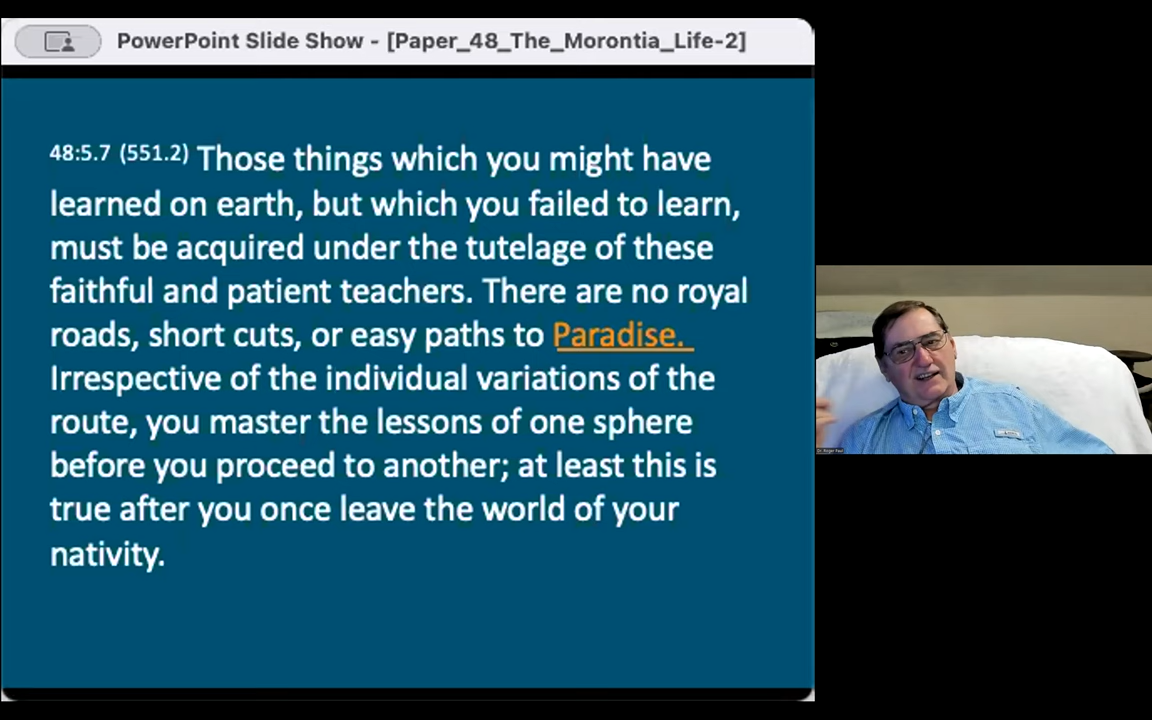 PowerPoint Slide Show - [Paper_48_The_Morontia_Life-2]
48:5.7 (551.2) Those things which you might have
learned on earth, but which you failed to learn,
must be acquired under the tutelage of these
faithful and patient teachers. There are no royal
roads, short cuts, or easy paths to Paradise.
Irrespective of the individual variations of the
route, you master the lessons of one sphere
before you proceed to another; at least this is
true after you once leave the world of your
nativity.